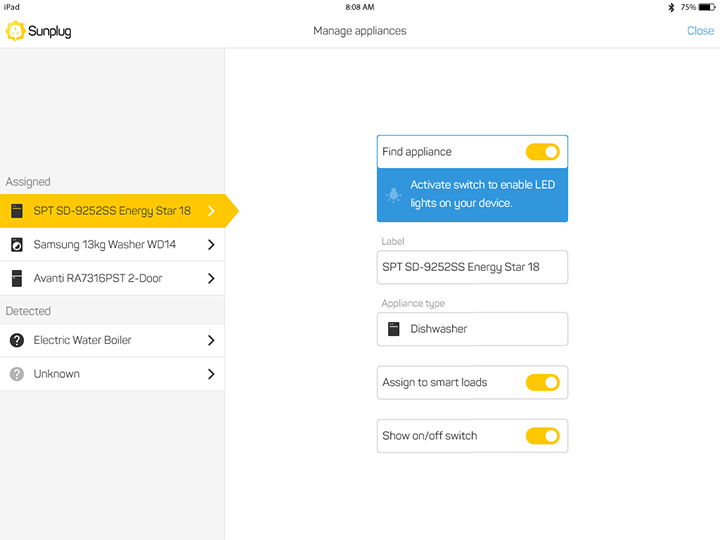 iPad
8:08 AM
75%
Sunplug
Manage appliances
Close
Assigned
SPT SD-9252SS Energy Star 18
Samsung 13kg Washer WD14
Avanti RA7316PST 2-Door
Detected
Electric Water Boiler
Unknown
Find appliance
Activate switch to enable LED
lights on your device.
Label
SPT SD-9252SS Energy Star 18
Appliance type
Dishwasher
Assign to smart loads
Show on/off switch